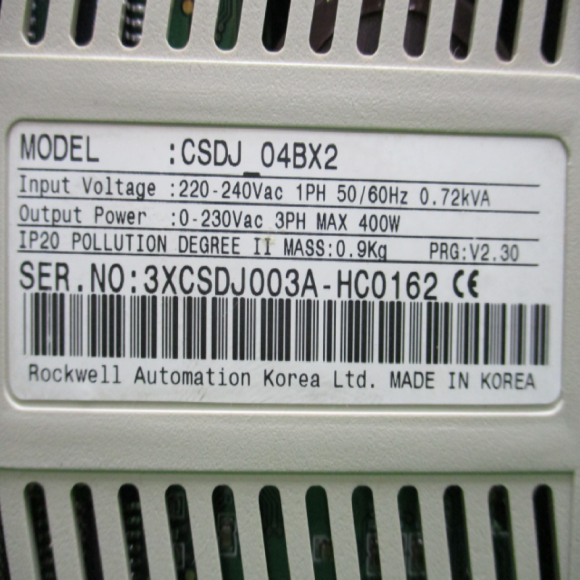 MODEL :CSDJ_04BX2
Input Voltage :220-240Vac 1PH 50/60Hz 0.72kVA
Output Power :0-230Vac 3PH MAX 400W
IP20 POLLUTION DEGREE II MASS:0.9Kg PRG:V2.30
SER.NO:3XCSDJ003A-HC0162 CE
Rockwell Automation Korea Ltd. MADE IN KOREA